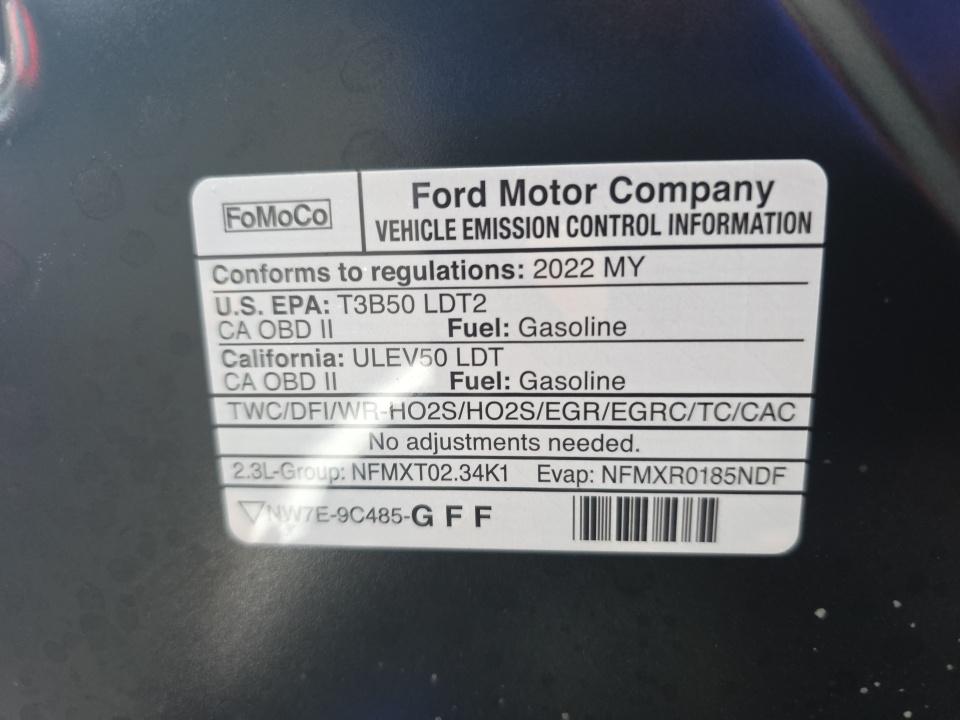 FoMoCo
Ford Motor Company
VEHICLE EMISSION CONTROL INFORMATION
Conforms to regulations: 2022 MY
U.S. EPA: T3B50 LDT2
CA OBD II Fuel: Gasoline
California: ULEV50 LDT
CA OBD II Fuel: Gasoline
TWC/DFI/WR-HO2S/HO2S/EGR/EGRC/TC/CAC
No adjustments needed.
2.3L-Group: NFMXT02.34K1 Evap: NFMXR0185NDF
NW7E-9C485-G F F